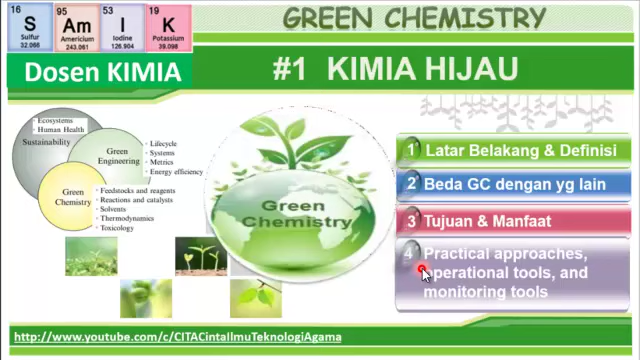 16
S
Sulfur
32.066
95
Am
Americium
243.061
53
I
Iodine
126.904
19
K
Potassium
39.098
GREEN CHEMISTRY
Dosen KIMIA
#1 KIMIA HIJAU
- Ecosystems
- Human Health
Sustainability
Green
Engineering
- Lifecycle
- Systems
- Metrics
- Energy efficiency
Green
Chemistry
- Feedstocks and reagents
- Reactions and catalysts
- Solvents
- Thermodynamics
- Toxicology
Green
Chemistry
1 Latar Belakang & Definisi
2 Beda GC dengan yg lain
3 Tujuan & Manfaat
4 Practical approaches,
operational tools, and
monitoring tools
http://www.youtube.com/c/CITACintaIlmuTeknologiAgama